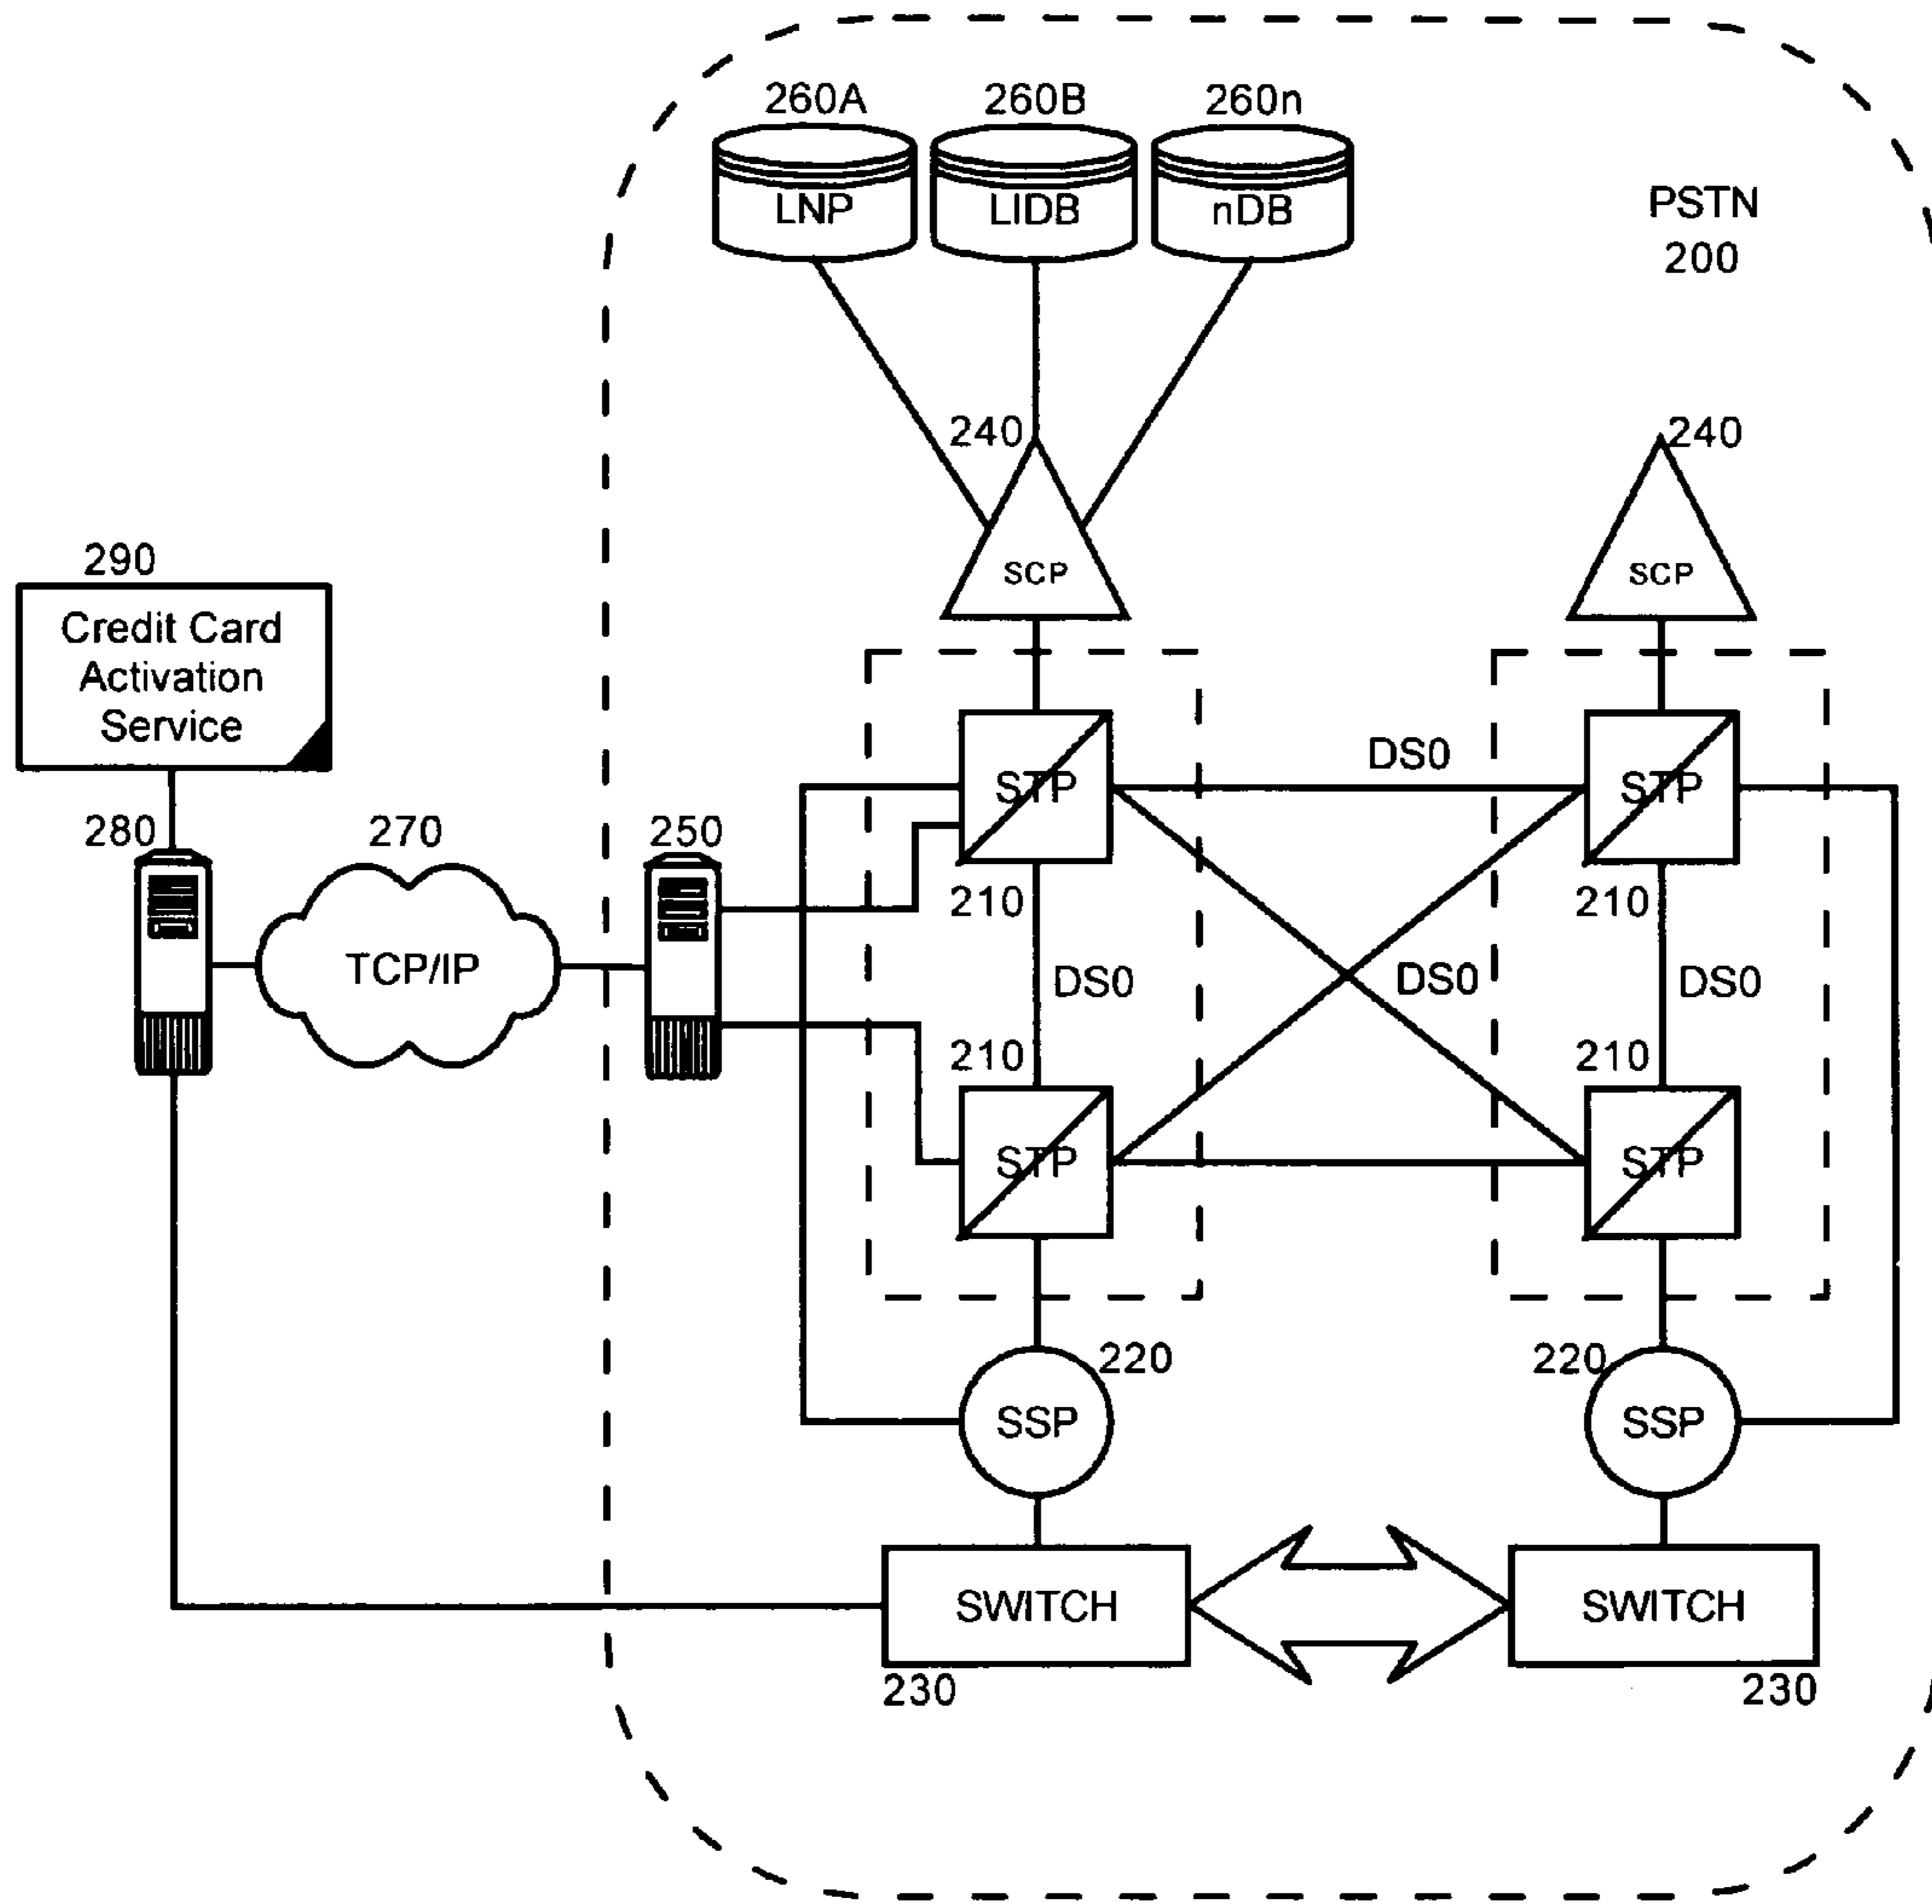 260A
260B
260n
LNP
LIDB
nDB
PSTN
200
240
240
SCP
SCP
290
Credit Card
Activation
Service
DS0
STP
STP
280
270
250
210
210
TCP/IP
DS0
DS0
DS0
210
210
STP
STP
220
220
SSP
SSP
SWITCH
SWITCH
230
230